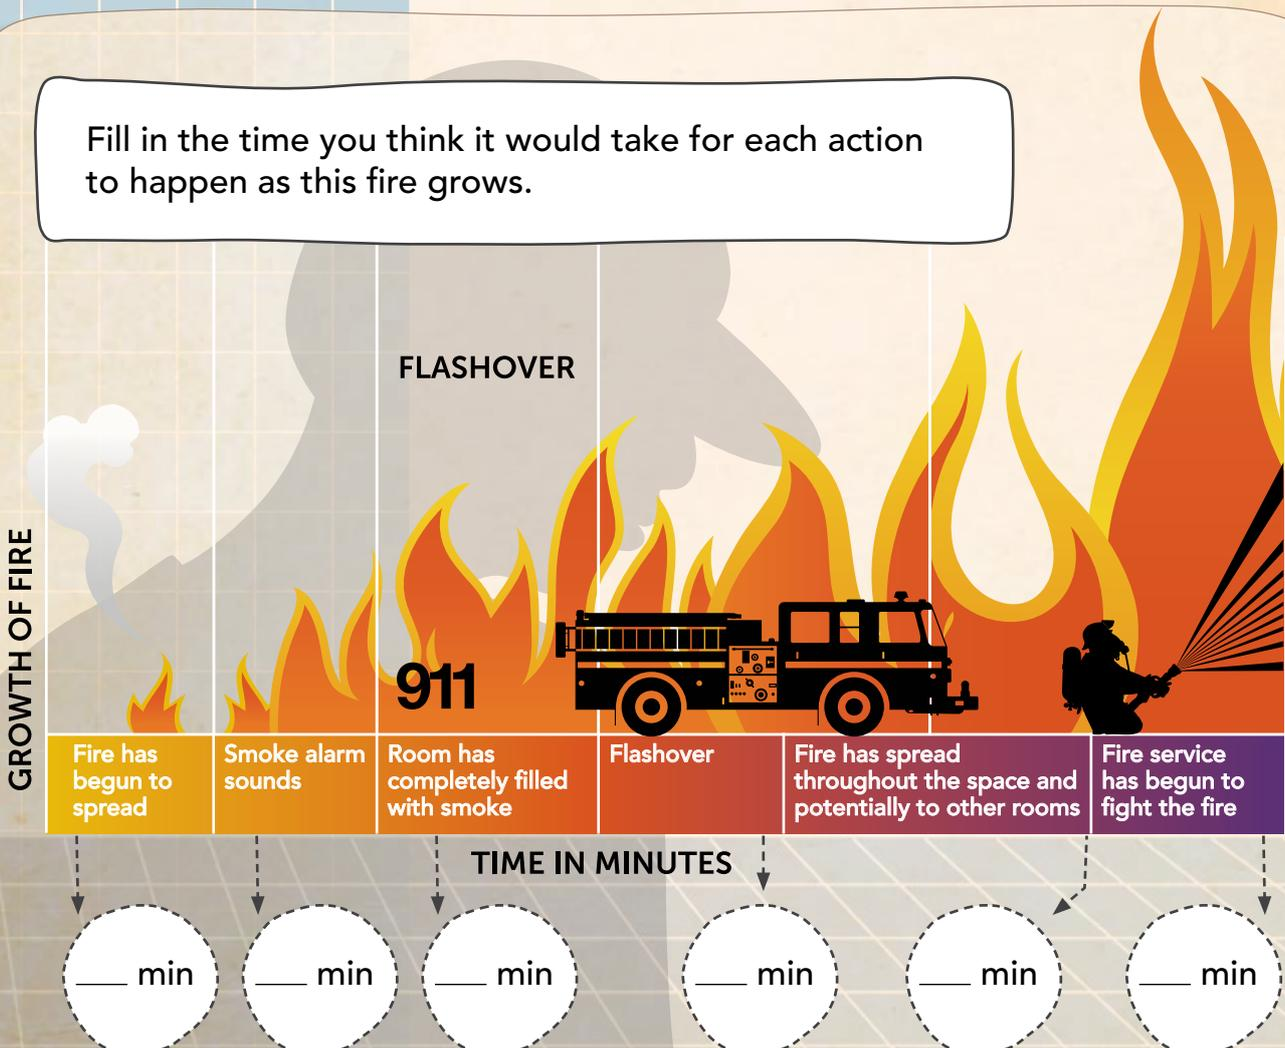 Fill in the time you think it would take for each action
to happen as this fire grows.
FLASHOVER
GROWTH OF FIRE
911
Fire has
begun to
spread
Smoke alarm
sounds
Room has
completely filled
with smoke
Flashover
Fire has spread
throughout the space and
potentially to other rooms
Fire service
has begun to
fight the fire
TIME IN MINUTES
___ min
___ min
___ min
___ min
___ min
___ min